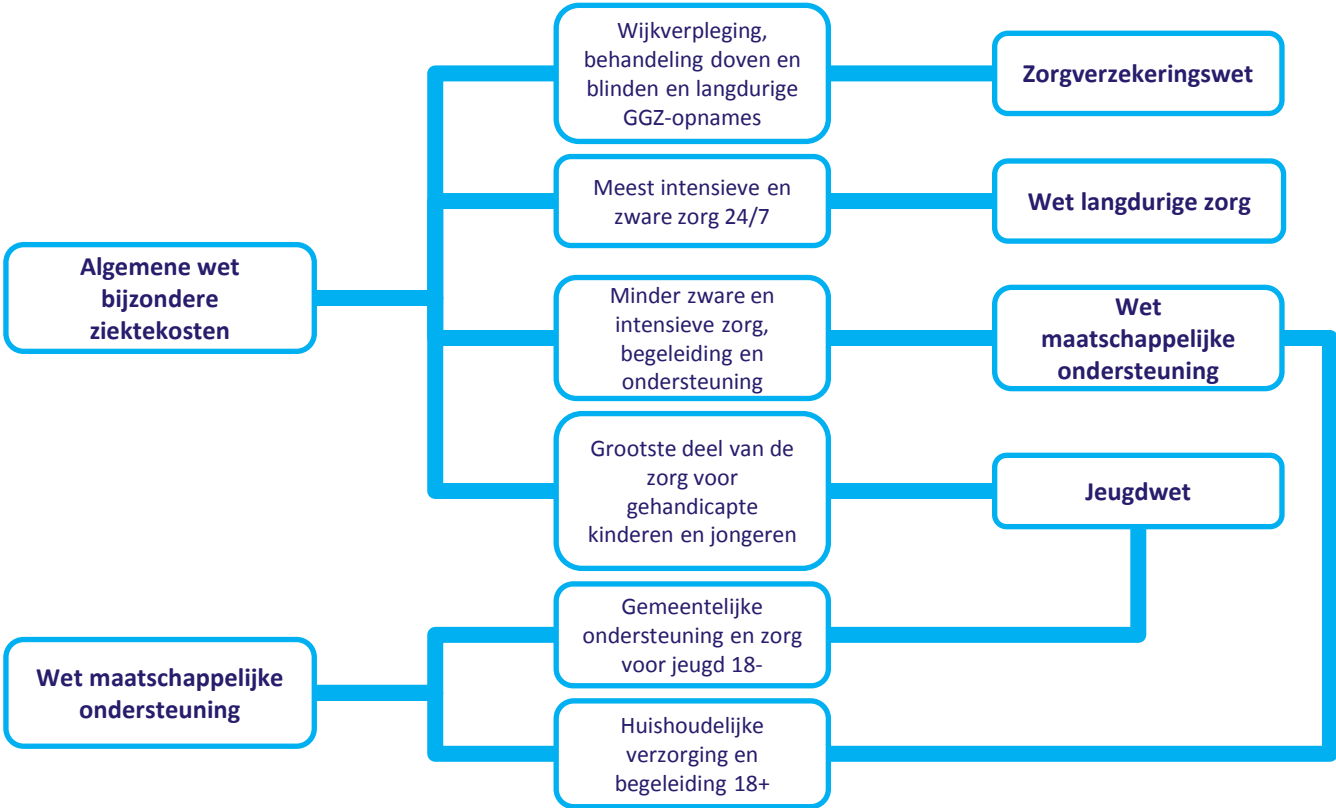 Wijkverpleging,
behandeling doven en
blinden en langdurige
GGZ-opnames
Zorgverzekeringswet
Meest intensieve en
zware zorg 24/7
Wet langdurige zorg
Algemene wet
bijzondere
ziektekosten
Minder zware en
intensieve zorg,
begeleiding en
ondersteuning
Wet
maatschappelijke
ondersteuning
Grootste deel van de
zorg voor
gehandicapte
kinderen en jongeren
Jeugdwet
Gemeentelijke
ondersteuning en zorg
voor jeugd 18-
Wet maatschappelijke
ondersteuning
Huishoudelijke
verzorging en
begeleiding 18+